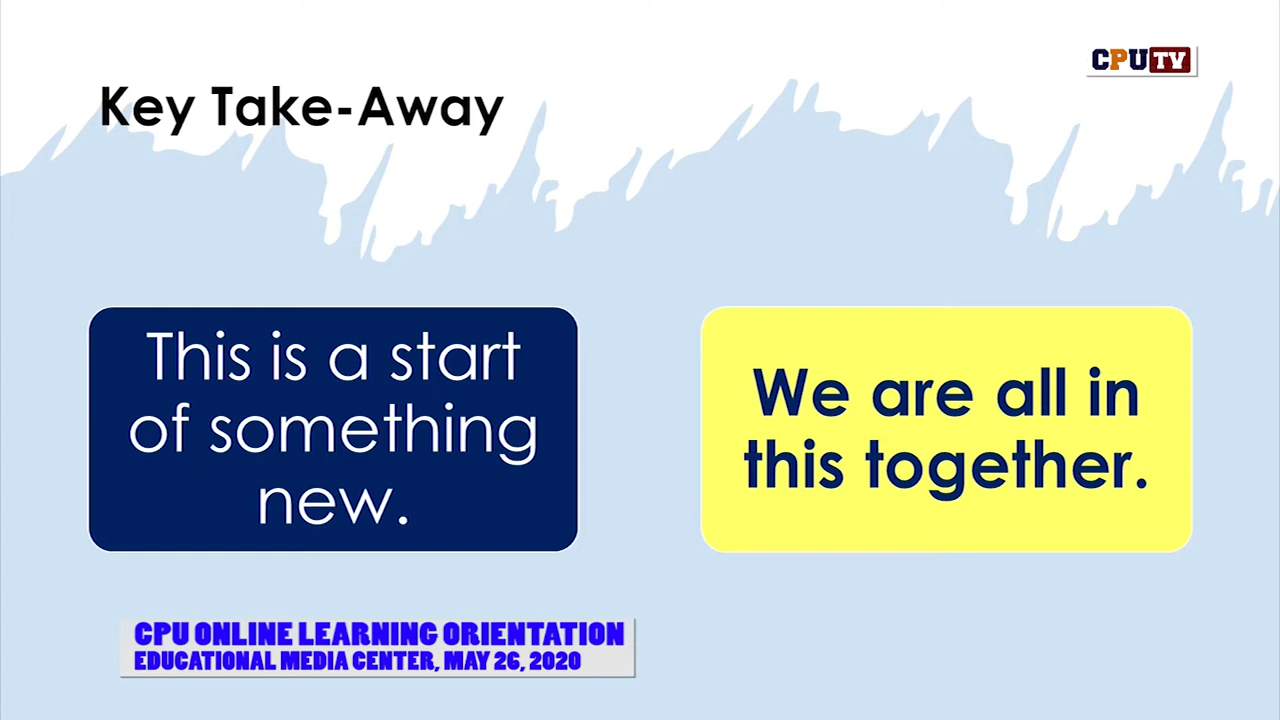 CPUTV
Key Take-Away
This is a start
of something
new.
We are all in
this together.
CPU ONLINE LEARNING ORIENTATION
EDUCATIONAL MEDIA CENTER, MAY 26, 2020